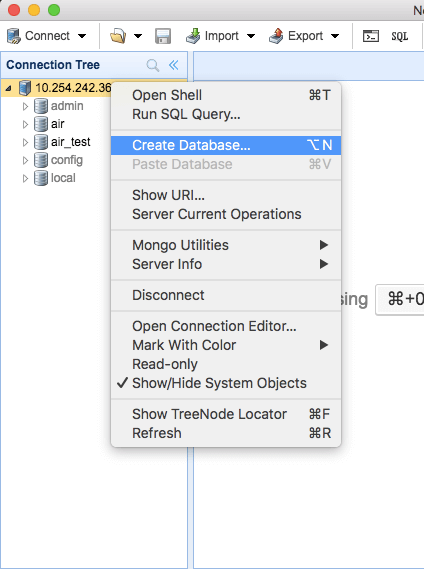 No
Connect
Import
Export
SQL
Connection Tree
10.254.242.36
admin
air
air_test
config
local
Open Shell ⌘T
Run SQL Query...
Create Database... ⌥N
Paste Database ⌘V
Show URI...
Server Current Operations
Mongo Utilities
Server Info
Disconnect
Open Connection Editor...
Mark With Color
Read-only
Show/Hide System Objects
Show TreeNode Locator ⌘F
Refresh ⌘R
sing ⌘+0